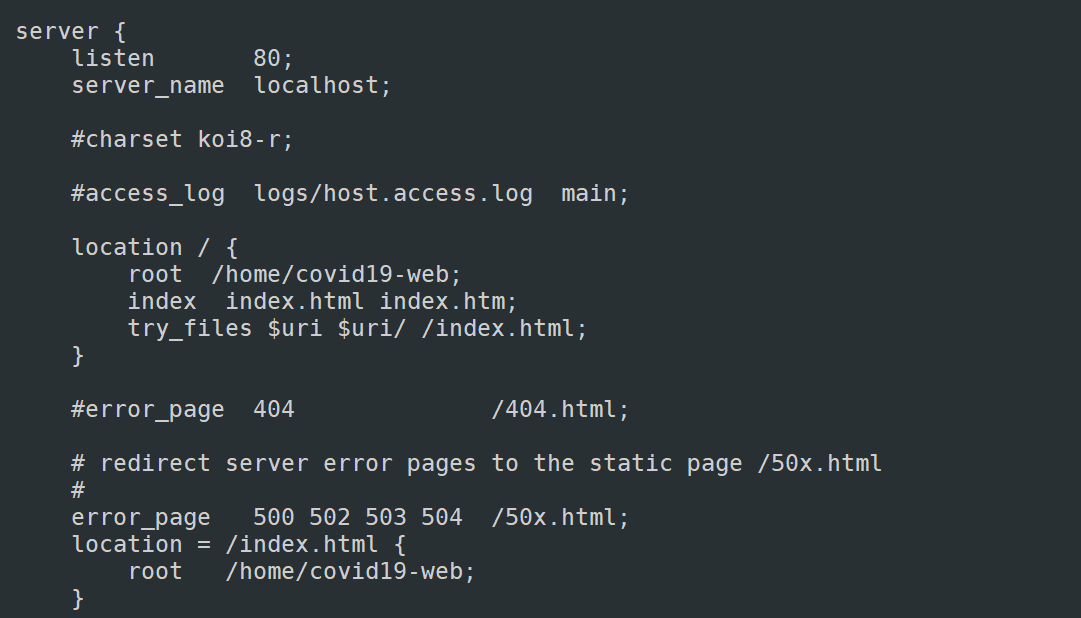 server {
    listen       80;
    server_name  localhost;

    #charset koi8-r;

    #access_log  logs/host.access.log  main;

    location / {
        root  /home/covid19-web;
        index  index.html index.htm;
        try_files $uri $uri/ /index.html;
    }

    #error_page  404              /404.html;

    # redirect server error pages to the static page /50x.html
    #
    error_page   500 502 503 504  /50x.html;
    location = /index.html {
        root   /home/covid19-web;
    }